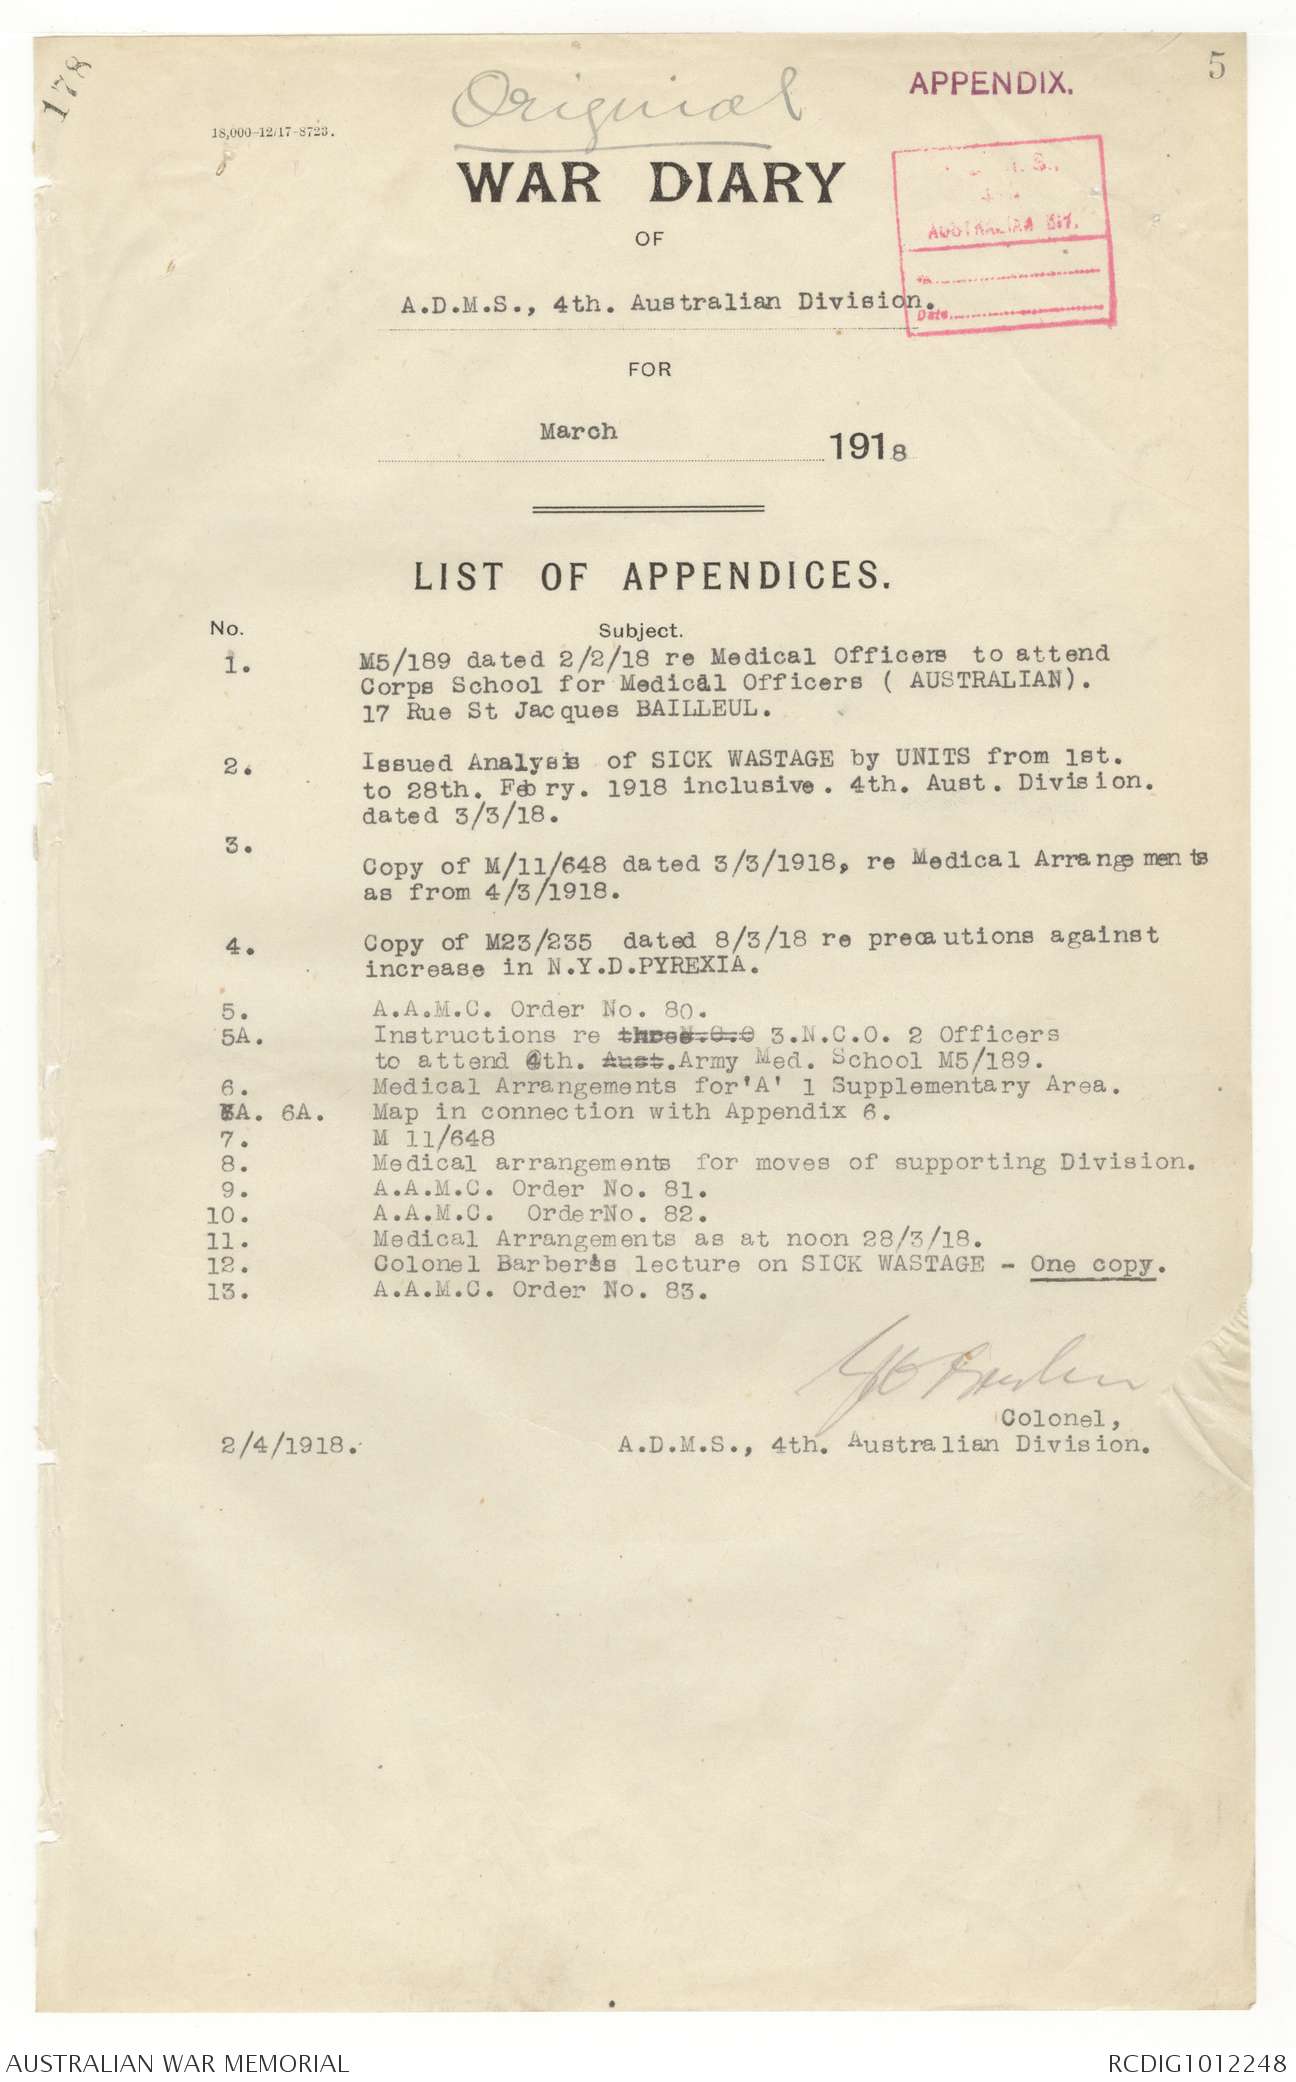 178
5
Original
APPENDIX.
18,000-12/17-8723.
WAR DIARY
OF
AUSTRALIAN DIV.
A.D.M.S., 4th. Australian Division.
Date
FOR
March 1918
LIST OF APPENDICES.
No. Subject.
1. M5/189 dated 2/2/18 re Medical Officers to attend
Corps School for Medical Officers ( AUSTRALIAN).
17 Rue St Jacques BAILLEUL.
2. Issued Analysis of SICK WASTAGE by UNITS from 1st.
to 28th. Febry. 1918 inclusive. 4th. Aust. Division.
dated 3/3/18.
3.
Copy of M/11/648 dated 3/3/1918, re Medical Arrangements
as from 4/3/1918.
4. Copy of M23/235 dated 8/3/18 re precautions against
increase in N.Y.D.PYREXIA.
5. A.A.M.C. Order No. 80.
5A. Instructions re three N.C.O 3.N.C.O. 2 Officers
to attend 4th. Aust. Army Med. School M5/189.
6. Medical Arrangements for 'A' 1 Supplementary Area.
A. 6A. Map in connection with Appendix 6.
7. M 11/648
8. Medical arrangements for moves of supporting Division.
9. A.A.M.C. Order No. 81.
10. A.A.M.C. OrderNo. 82.
11. Medical Arrangements as at noon 28/3/18.
12. Colonel Barber's lecture on SICK WASTAGE - One copy.
13. A.A.M.C. Order No. 83.
Colonel,
2/4/1918. A.D.M.S., 4th. Australian Division.
AUSTRALIAN WAR MEMORIAL RCDIG1012248